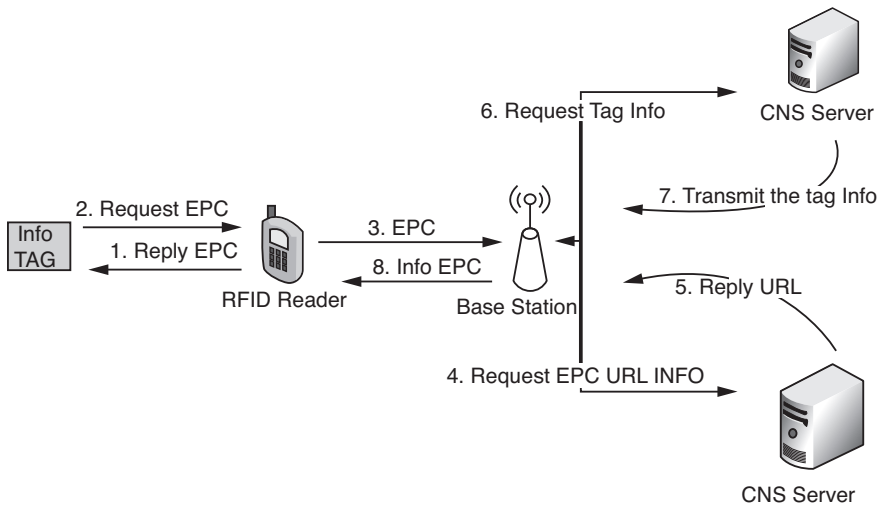 6. Request Tag Info
CNS Server
7. Transmit the tag Info
2. Request EPC
Info
TAG
1. Reply EPC
RFID Reader
3. EPC
8. Info EPC
Base Station
5. Reply URL
4. Request EPC URL INFO
CNS Server